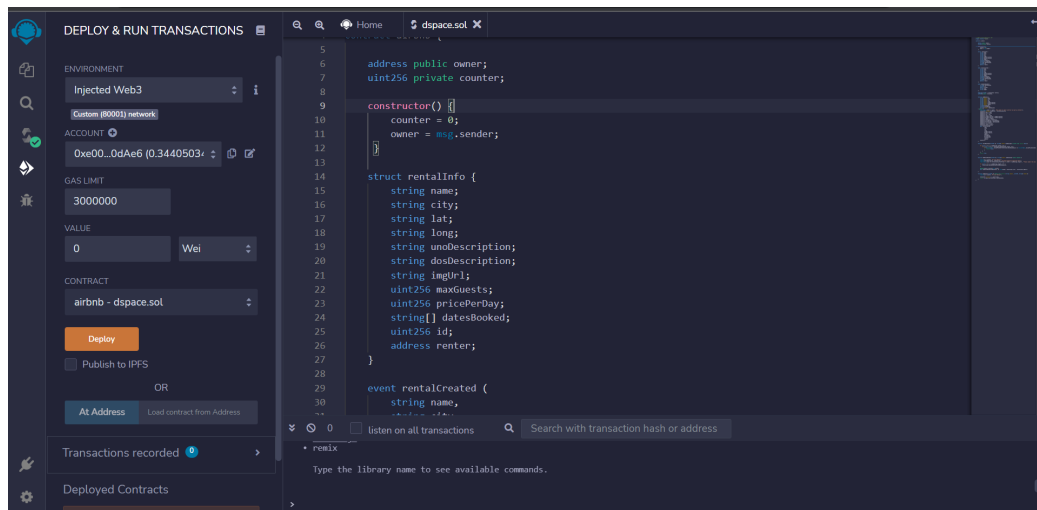 DEPLOY & RUN TRANSACTIONS
ENVIRONMENT
Injected Web3
Custom (80001) network
ACCOUNT
0xe00...0dAe6 (0.3440503
GAS LIMIT
3000000
VALUE
0 Wei
CONTRACT
airbnb - dspace.sol
Deploy
Publish to IPFS
OR
At Address Load contract from Address
Transactions recorded 0
Deployed Contracts
Home dspace.sol
5
6 address public owner;
7 uint256 private counter;
8
9 constructor() {
10 counter = 0;
11 owner = msg.sender;
12 }
13
14 struct rentalInfo {
15 string name;
16 string city;
17 string lat;
18 string long;
19 string unoDescription;
20 string dosDescription;
21 string imgUrl;
22 uint256 maxGuests;
23 uint256 pricePerDay;
24 string[] datesBooked;
25 uint256 id;
26 address renter;
27 }
28
29 event rentalCreated (
30 string name,
0 listen on all transactions Search with transaction hash or address
• remix
Type the library name to see available commands.
>